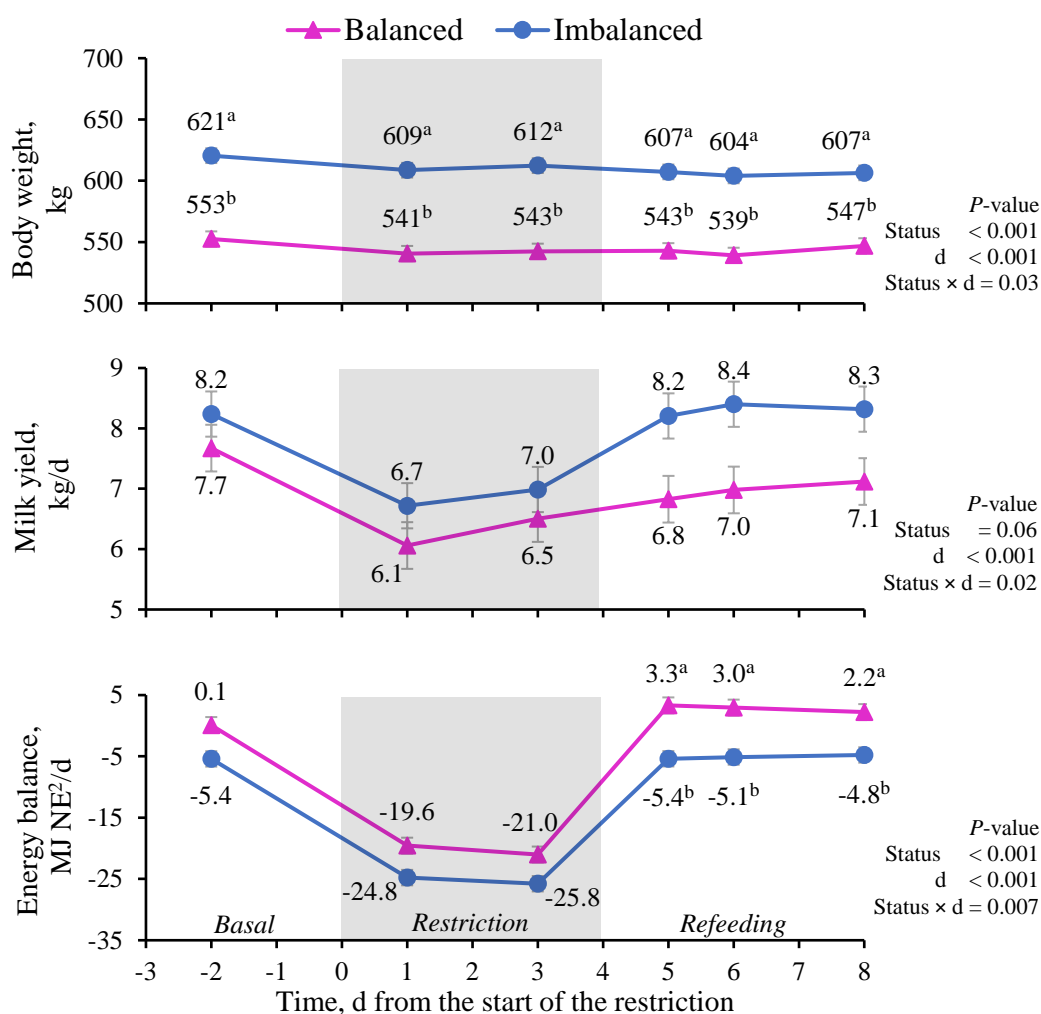 Balanced Imbalanced
Body weight,
kg
700
650
600
550
500
621ᵃ 609ᵃ 612ᵃ 607ᵃ 604ᵃ 607ᵃ
553ᵇ 541ᵇ 543ᵇ 543ᵇ 539ᵇ 547ᵇ
P-value
Status < 0.001
d < 0.001
Status × d = 0.03
Milk yield,
kg/d
9
8
7
6
5
8.2 6.7 7.0 8.2 8.4 8.3
7.7 6.1 6.5 6.8 7.0 7.1
P-value
Status = 0.06
d < 0.001
Status × d = 0.02
Energy balance,
MJ NE²/d
5
-5
-15
-25
-35
0.1 -19.6 -21.0 3.3ᵃ 3.0ᵃ 2.2ᵃ
-5.4 -24.8 -25.8 -5.4ᵇ -5.1ᵇ -4.8ᵇ
P-value
Status < 0.001
d < 0.001
Status × d = 0.007
Basal Restriction Refeeding
-3 -2 -1 0 1 2 3 4 5 6 7 8
Time, d from the start of the restriction